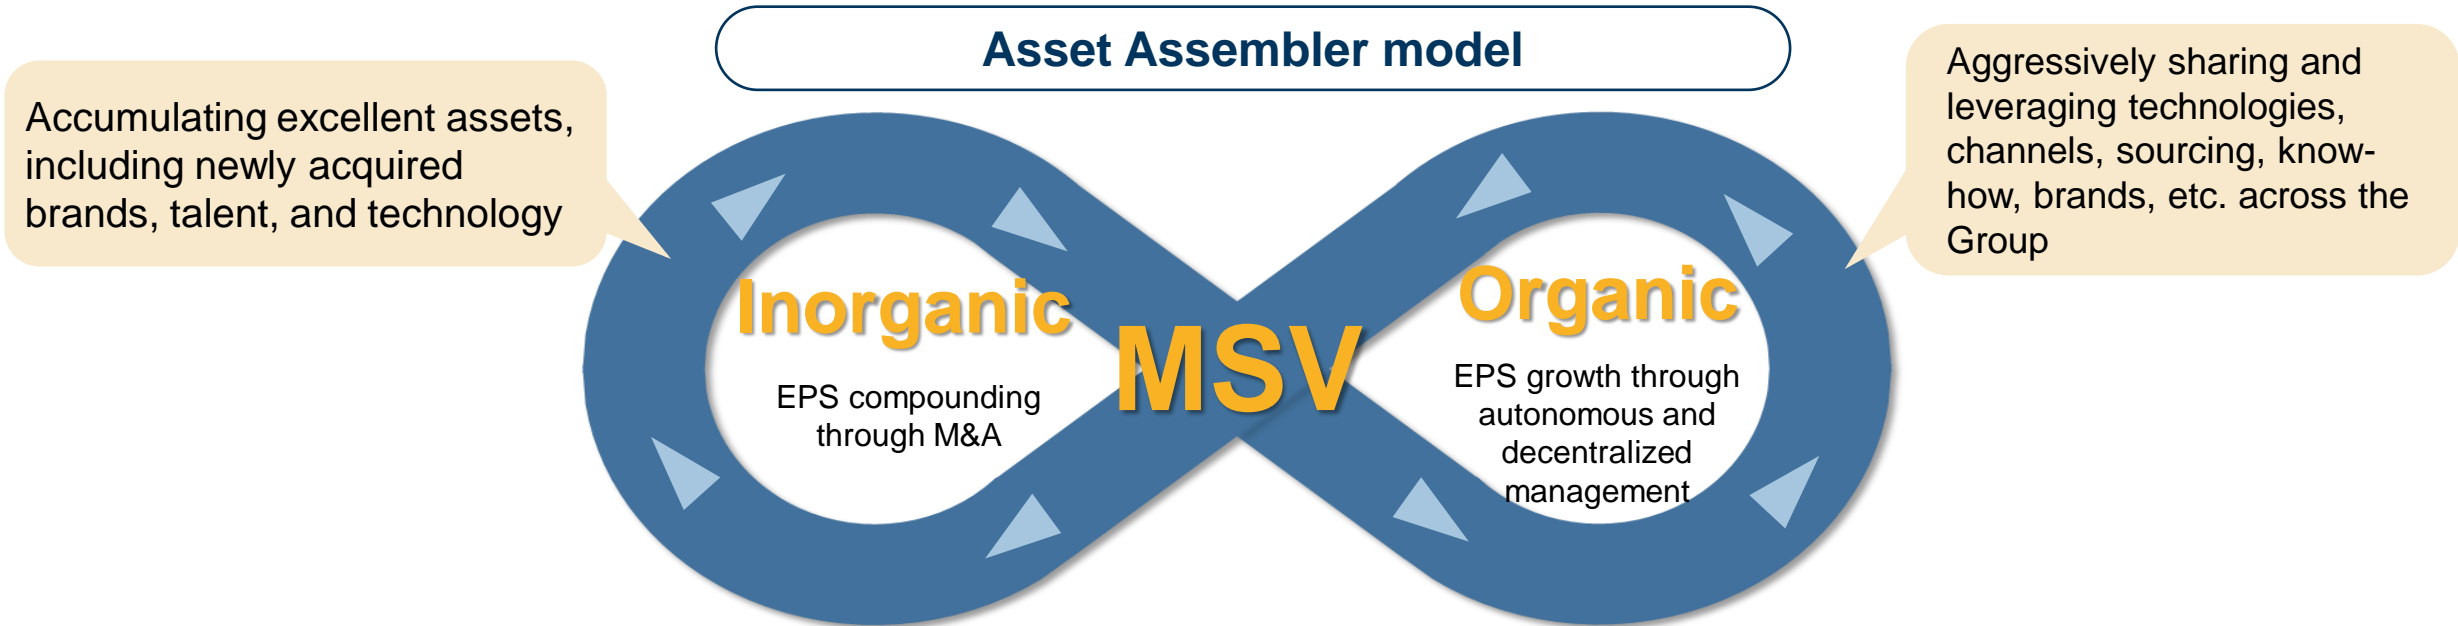 Asset Assembler model
Accumulating excellent assets,
including newly acquired
brands, talent, and technology
Aggressively sharing and
leveraging technologies,
channels, sourcing, know-
how, brands, etc. across the
Group
Inorganic
EPS compounding
through M&A
MSV
Organic
EPS growth through
autonomous and
decentralized
management